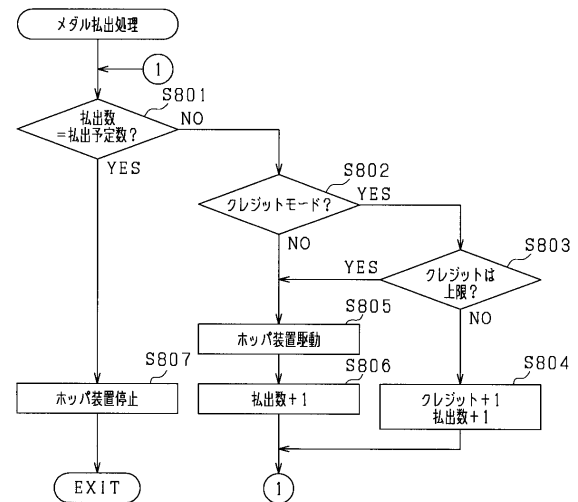 メダル払出処理
1
S801
払出数
=払出予定数?
NO
YES
S802
クレジットモード?
YES
NO
S803
クレジットは
上限?
YES
NO
S805
ホッパ装置駆動
S806
払出数+1
S804
クレジット+1
払出数+1
S807
ホッパ装置停止
EXIT
1